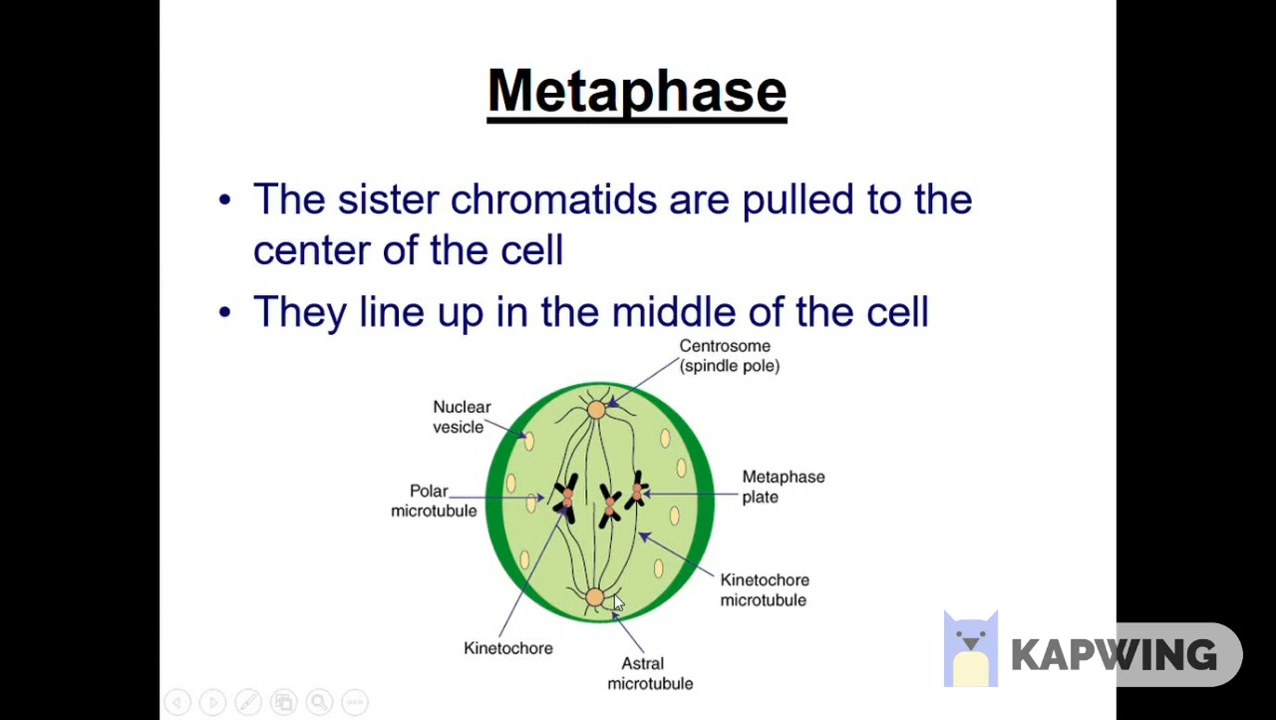 Metaphase
• The sister chromatids are pulled to the
center of the cell
• They line up in the middle of the cell
Centrosome
(spindle pole)
Nuclear
vesicle
Polar
microtubule
Metaphase
plate
Kinetochore
microtubule
Kinetochore
Astral
microtubule
KAPWING